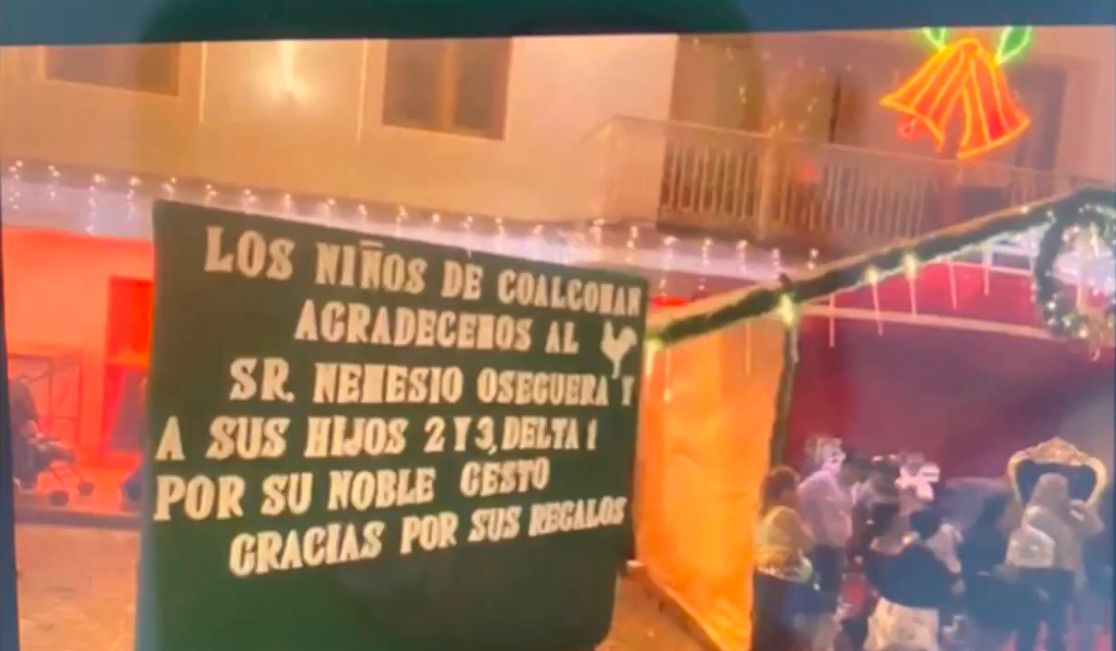 LOS NIÑOS DE COALCOMAN
AGRADECEMOS AL
SR. NEMESIO OSEGUERA Y
A SUS HIJOS 2 Y 3, DELTA 1
POR SU NOBLE GESTO
GRACIAS POR SUS REGALOS